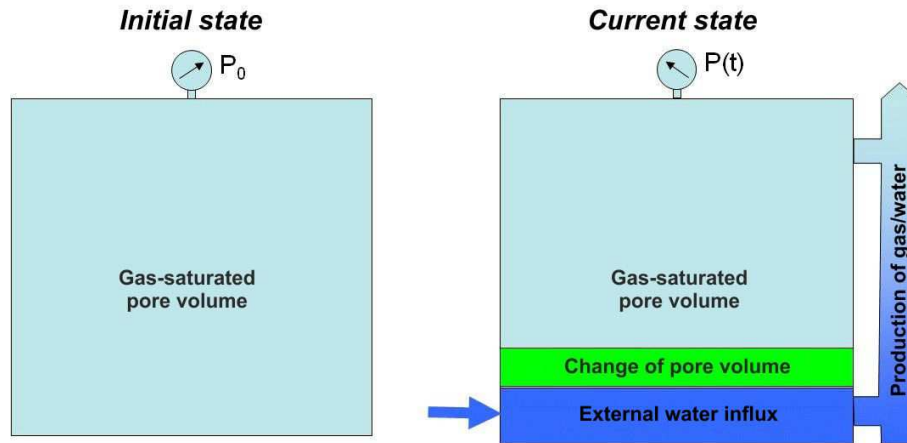 Initial state
Current state
P0
P(t)
Gas-saturated
pore volume
Gas-saturated
pore volume
Change of pore volume
External water influx
Production of gas/water